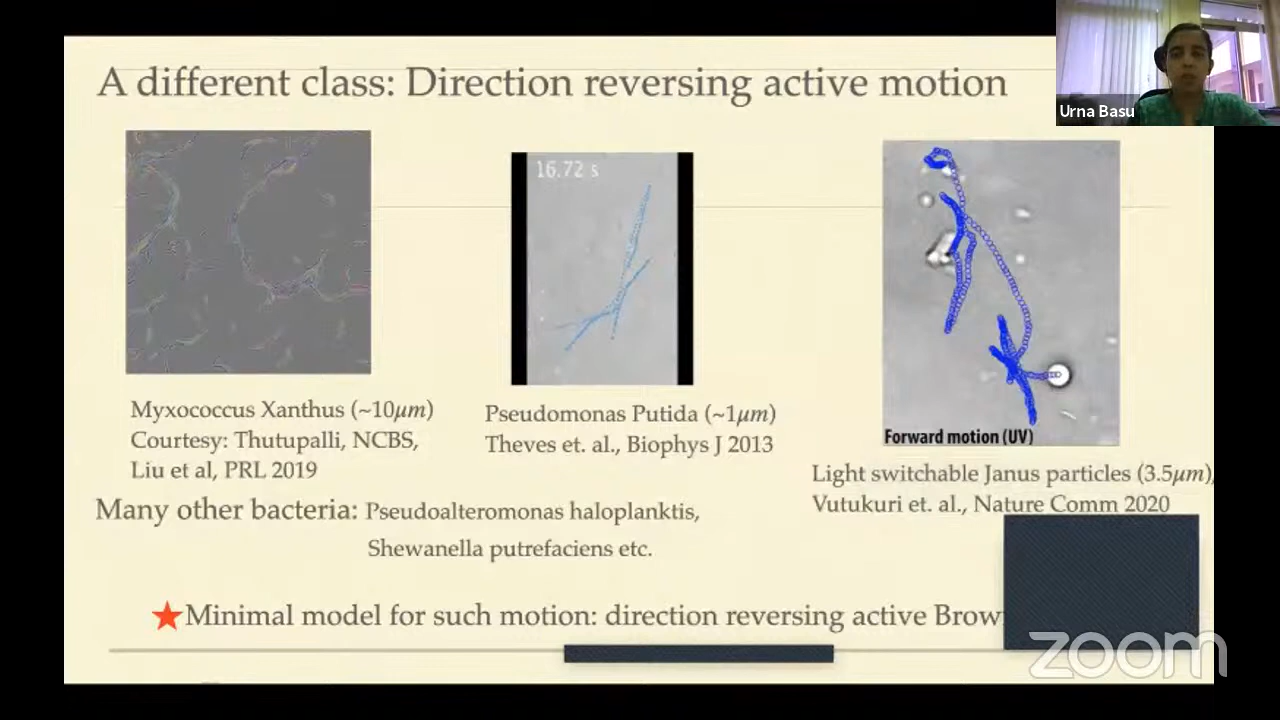 A different class: Direction reversing active motion
Urna Basu
16.72 s
Forward motion (UV)
Myxococcus Xanthus (~10μm)
Courtesy: Thutupalli, NCBS,
Liu et al, PRL 2019
Pseudomonas Putida (~1μm)
Theves et. al., Biophys J 2013
Light switchable Janus particles (3.5μm),
Vutukuri et. al., Nature Comm 2020
Many other bacteria: Pseudoalteromonas haloplanktis,
Shewanella putrefaciens etc.
Minimal model for such motion: direction reversing active Brow
zoom